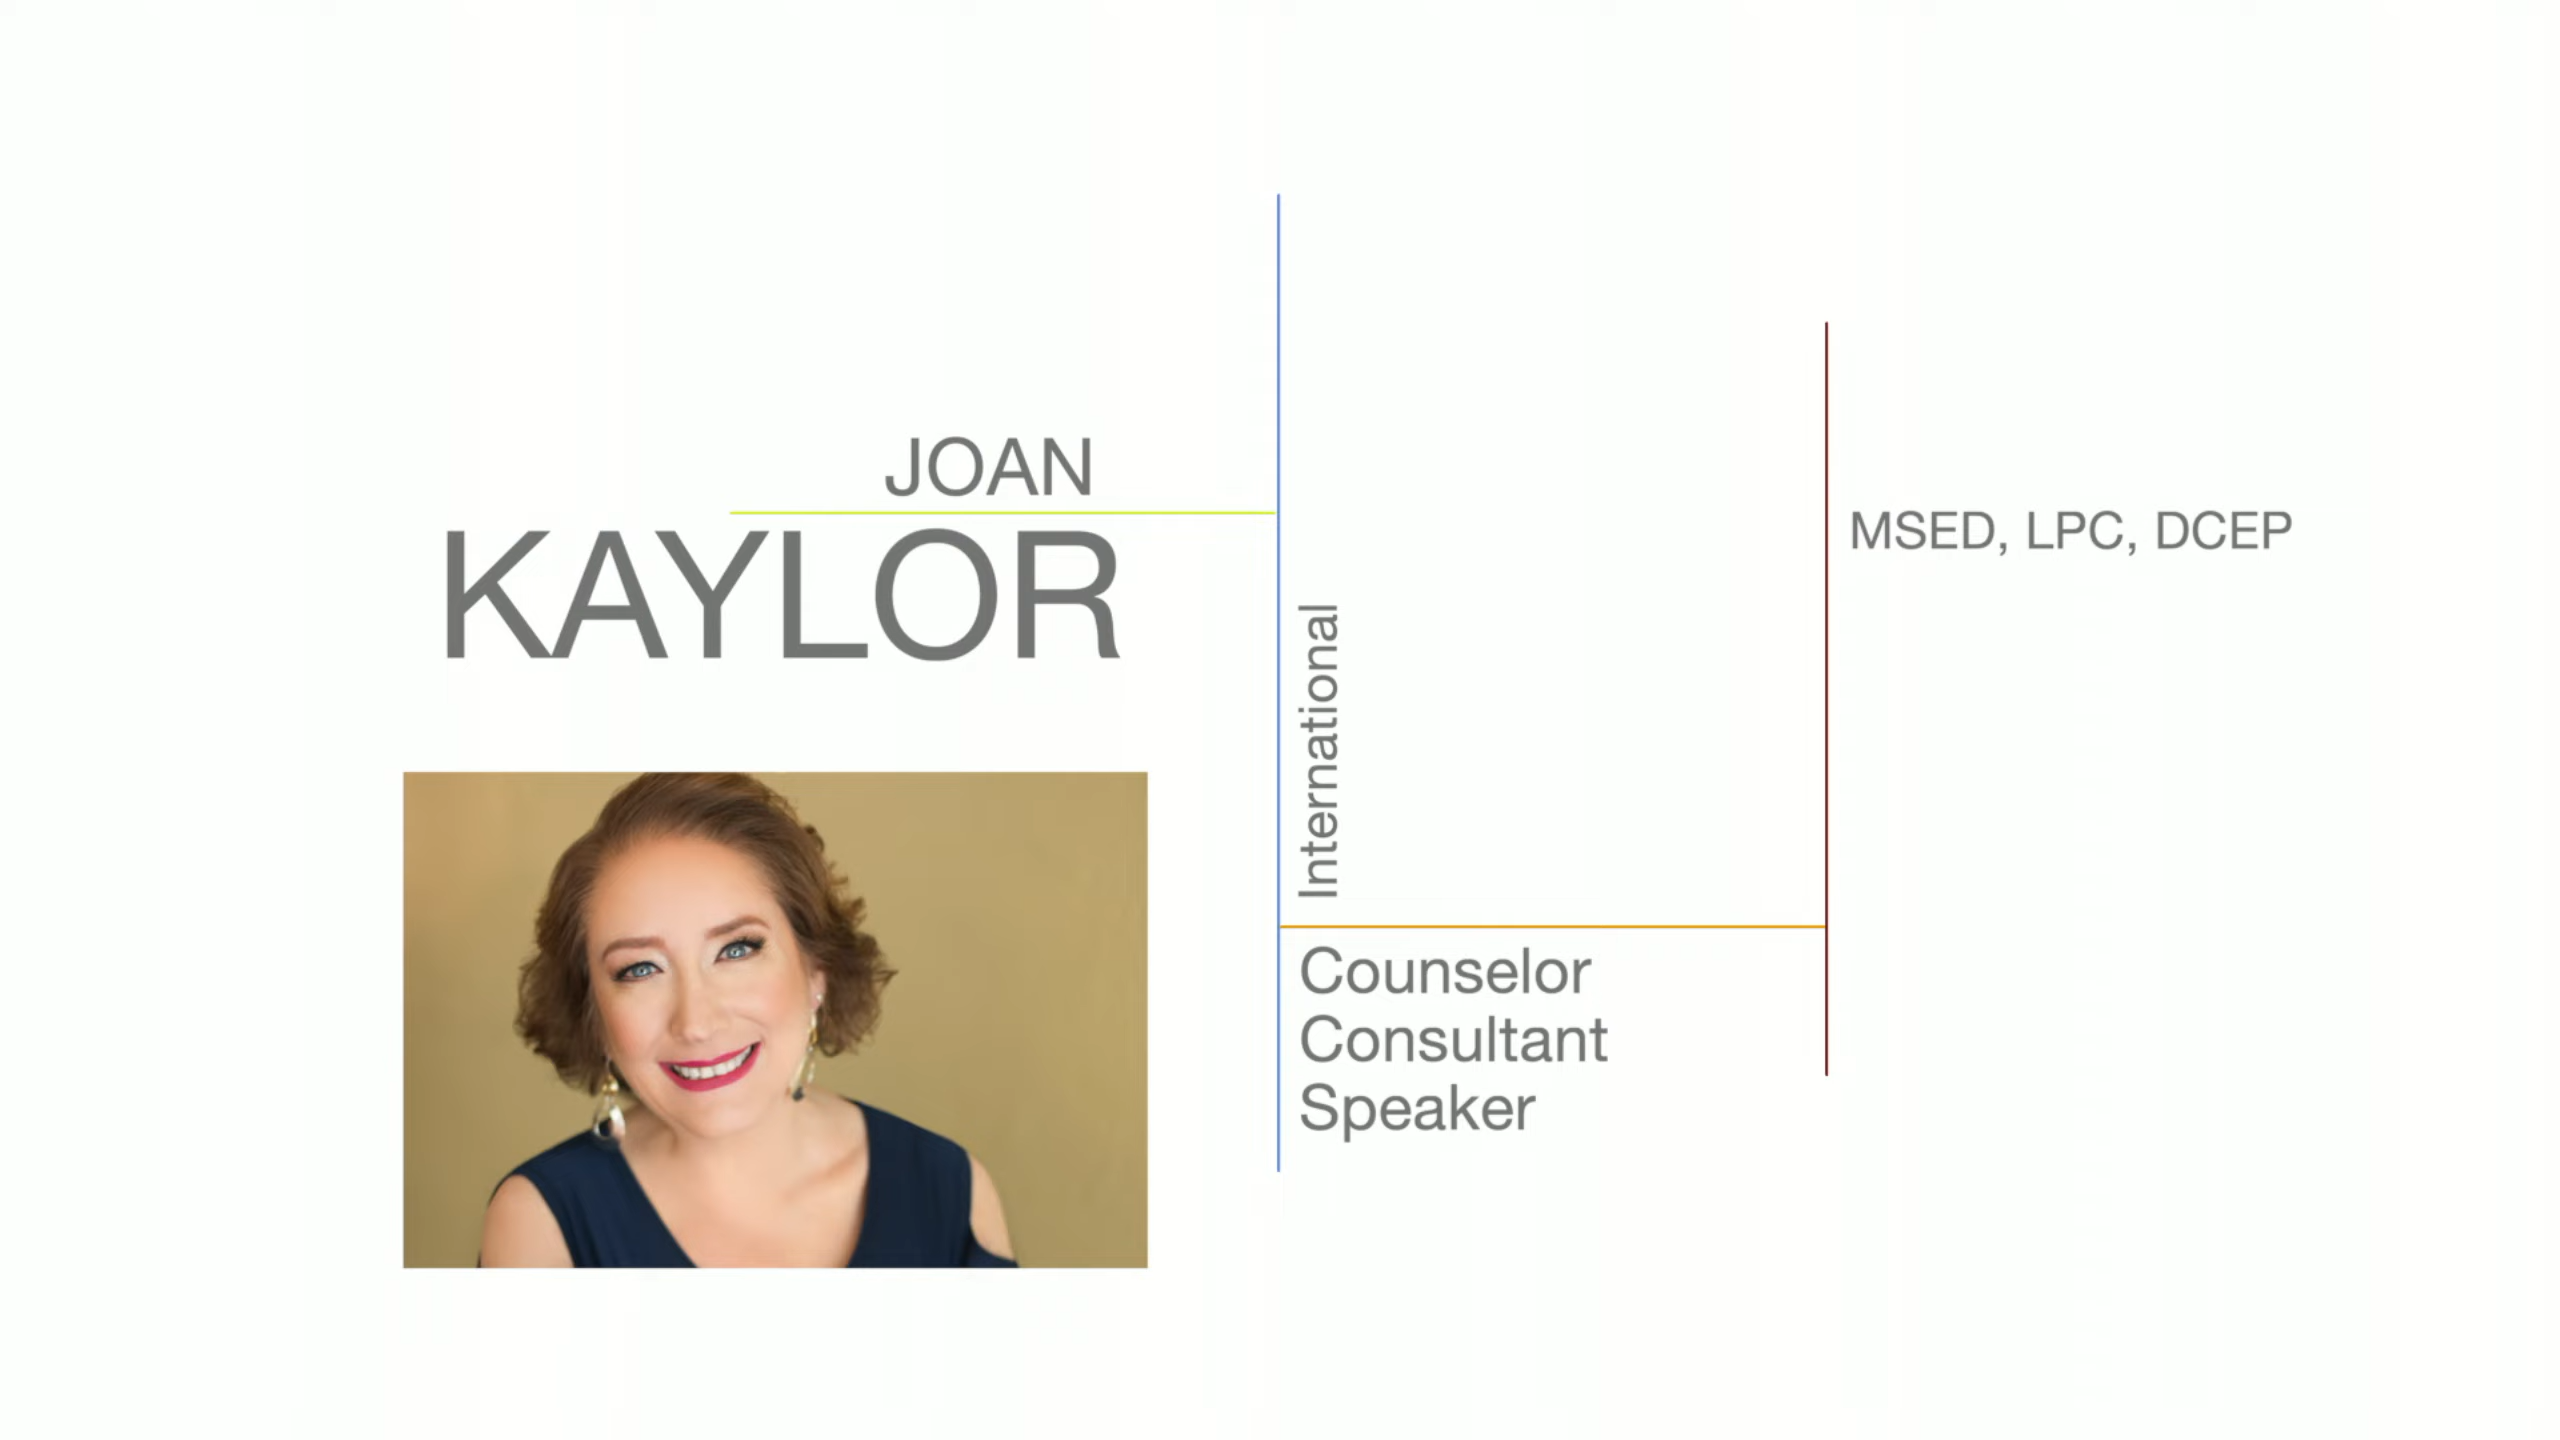 JOAN
KAYLOR
International
Counselor
Consultant
Speaker
MSED, LPC, DCEP